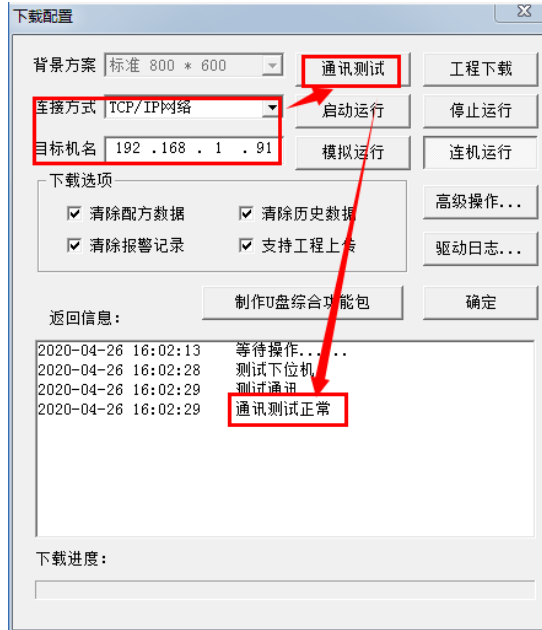 下载配置
背景方案 标准 800 * 600 通讯测试 工程下载
连接方式 TCP/IP网络 启动运行 停止运行
目标机名 192 .168 . 1 . 91 模拟运行 连机运行
下载选项
清除配方数据 清除历史数据 高级操作...
清除报警记录 支持工程上传 驱动日志...
制作U盘综合功能包 确定
返回信息:
2020-04-26 16:02:13 等待操作......
2020-04-26 16:02:28 测试下位机
2020-04-26 16:02:29 测试通讯
2020-04-26 16:02:29 通讯测试正常
下载进度: